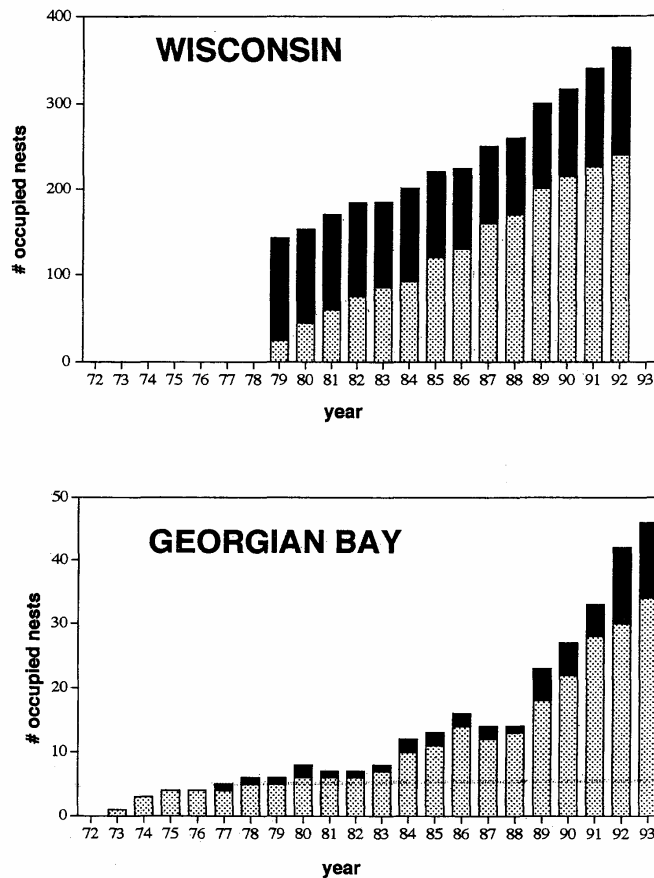 400
WISCONSIN
300
200
100
0
# occupied nests
72 73 74 75 76 77 78 79 80 81 82 83 84 85 86 87 88 89 90 91 92 93
year
50
GEORGIAN BAY
40
30
20
10
0
# occupied nests
72 73 74 75 76 77 78 79 80 81 82 83 84 85 86 87 88 89 90 91 92 93
year